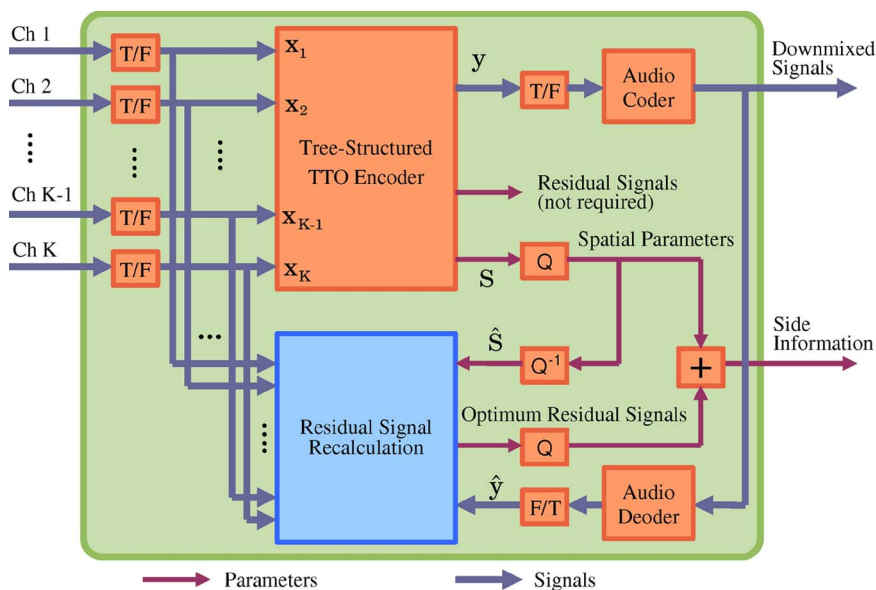 Ch 1
T/F
x1
y
T/F
Audio
Coder
Downmixed
Signals
Ch 2
T/F
x2
Tree-Structured
TTO Encoder
Residual Signals
(not required)
Ch K-1
T/F
xK-1
Spatial Parameters
Ch K
T/F
xK
S
Q
Ŝ
Q-1
+
Side
Information
Residual Signal
Recalculation
Optimum Residual Signals
Q
ŷ
F/T
Audio
Deoder
Parameters
Signals